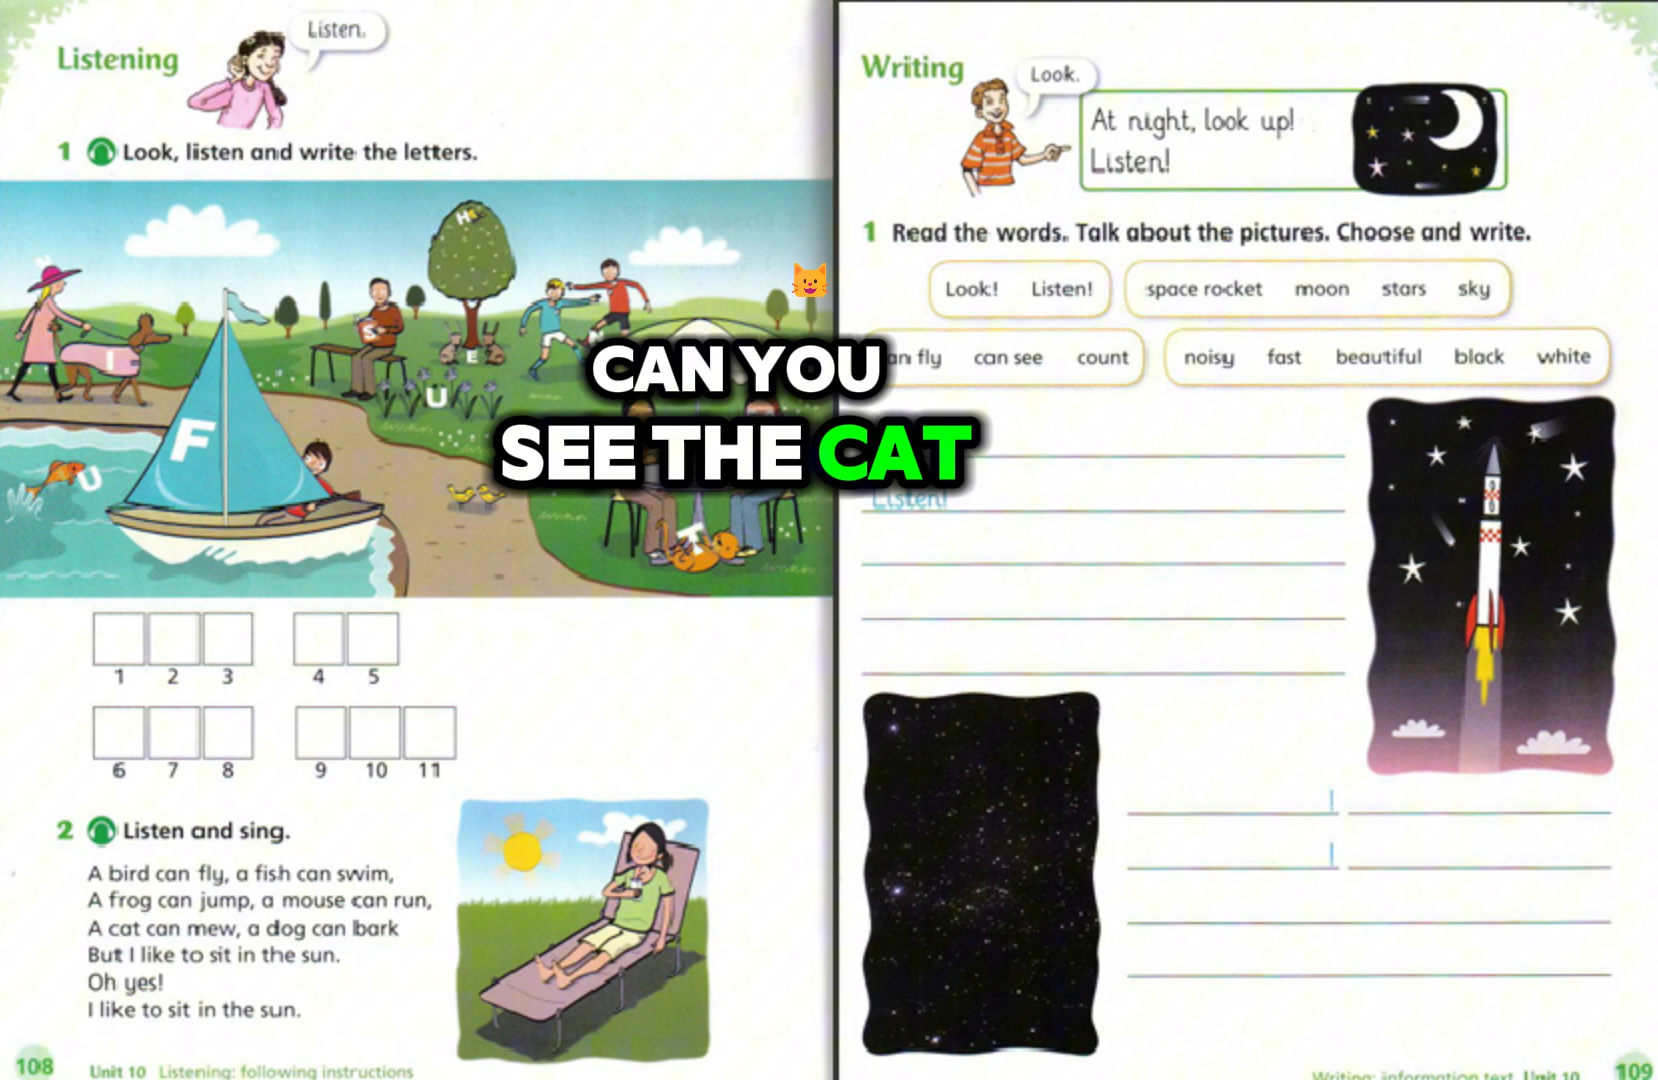 Listening
Listen.
1 Look, listen and write the letters.
H
I
S
E
U
F
U
T
1 2 3 4 5
6 7 8 9 10 11
2 Listen and sing.
A bird can fly, a fish can swim,
A frog can jump, a mouse can run,
A cat can mew, a dog can bark
But I like to sit in the sun.
Oh yes!
I like to sit in the sun.
108 Unit 10 Listening: following instructions
CAN YOU
SEE THE CAT
Writing
Look.
At night, look up!
Listen!
1 Read the words. Talk about the pictures. Choose and write.
Look! Listen!
space rocket moon stars sky
fly can see count
noisy fast beautiful black white
Listen!
!
!
Writing: information text Unit 10 109